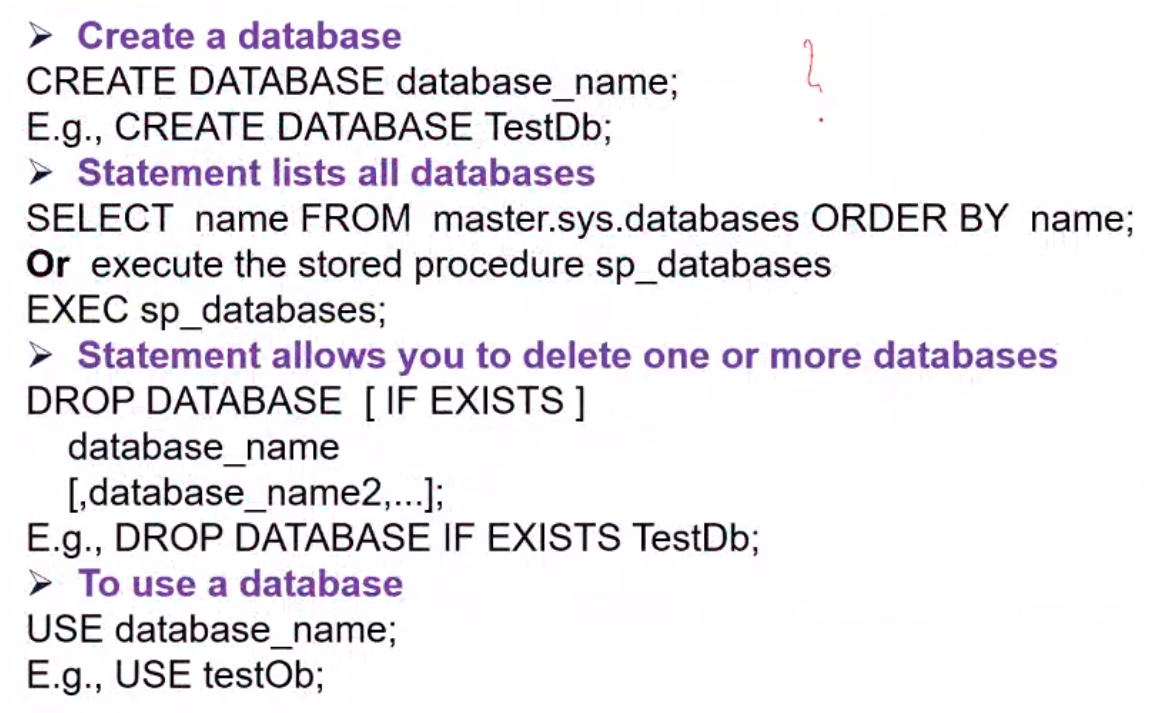 ➢ Create a database
CREATE DATABASE database_name;
E.g., CREATE DATABASE TestDb;
➢ Statement lists all databases
SELECT name FROM master.sys.databases ORDER BY name;
Or execute the stored procedure sp_databases
EXEC sp_databases;
➢ Statement allows you to delete one or more databases
DROP DATABASE [ IF EXISTS ]
database_name
[,database_name2,...];
E.g., DROP DATABASE IF EXISTS TestDb;
➢ To use a database
USE database_name;
E.g., USE testOb;